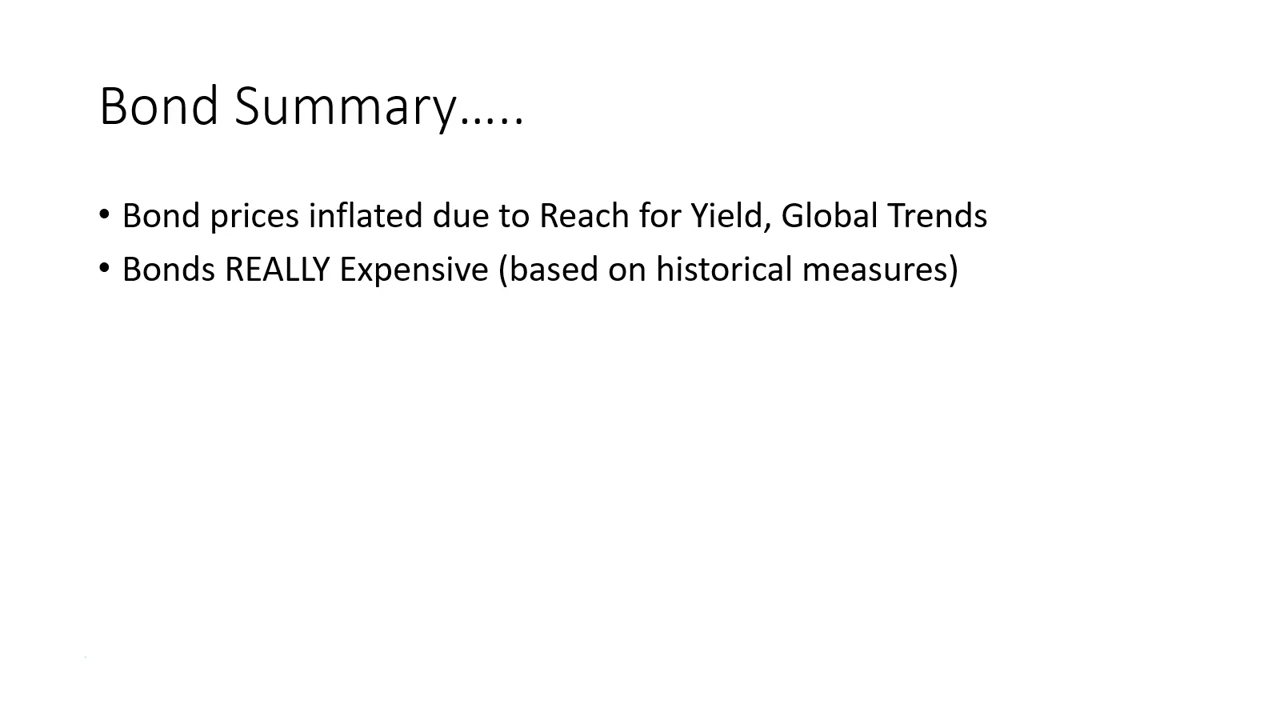 Bond Summary.....
• Bond prices inflated due to Reach for Yield, Global Trends
• Bonds REALLY Expensive (based on historical measures)